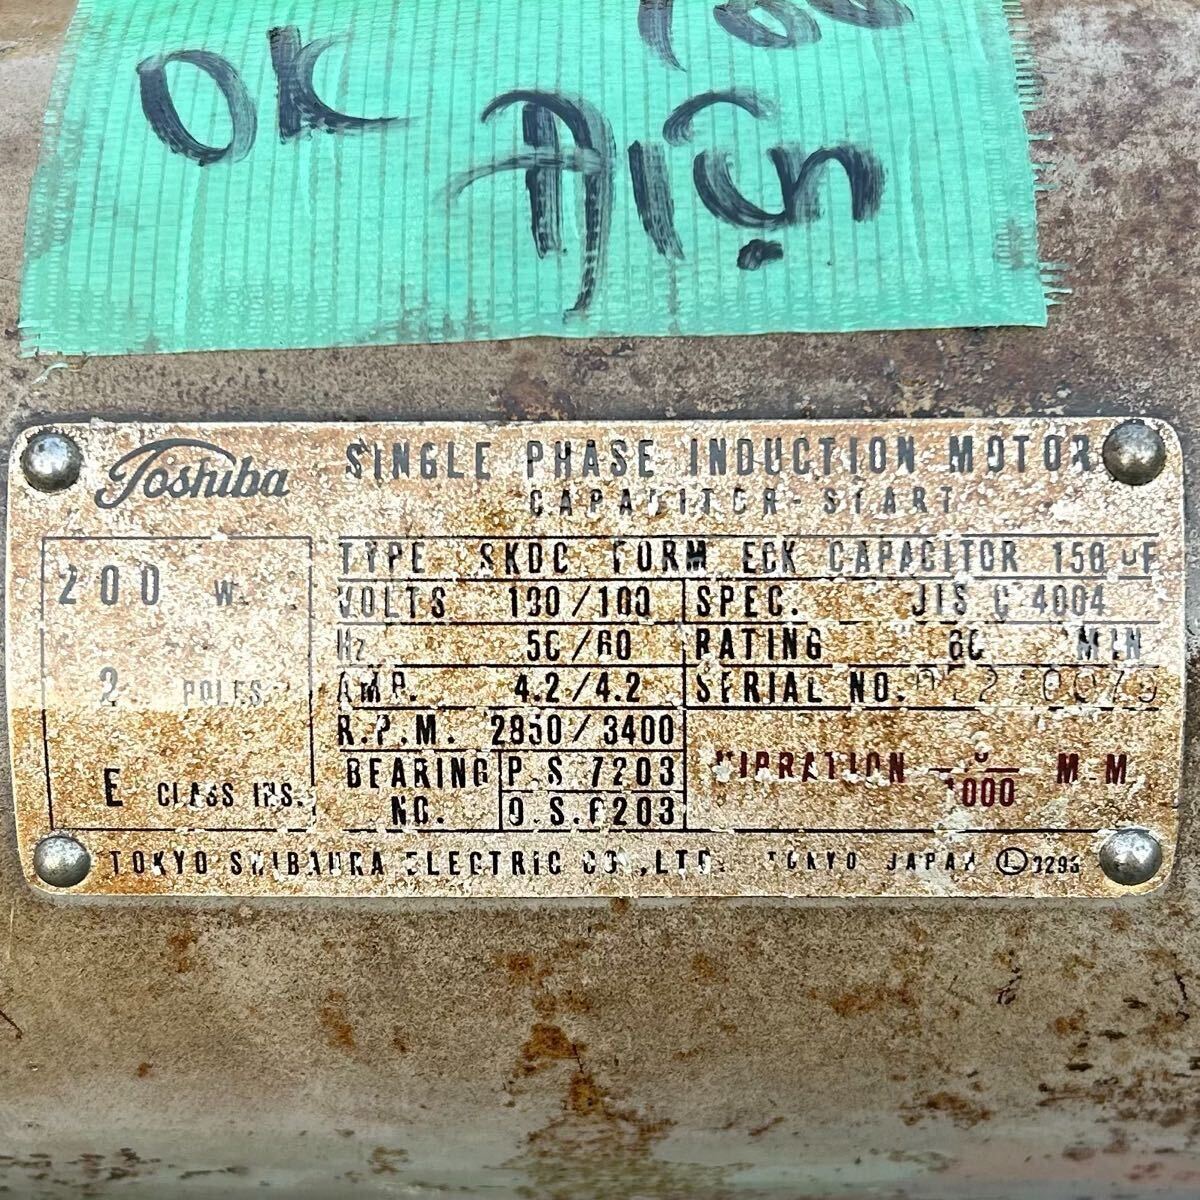 OK 100
Điện
Toshiba SINGLE PHASE INDUCTION MOTOR
CAPACITOR-START
200 W.
2 POLES
E CLASS INS.
TYPE SKDC FORM ECK CAPACITOR 150 μF
VOLTS 100/100 SPEC. JIS C 4004
Hz 50/60 RATING 60 MIN
AMP. 4.2/4.2 SERIAL NO.
R.P.M. 2850/3400
BEARING P.S 7203
NO. O.S.6203
VIBRATION /1000 M-M
TOKYO SHIBAURA ELECTRIC CO.,LTD. TOKYO JAPAN Ⓛ